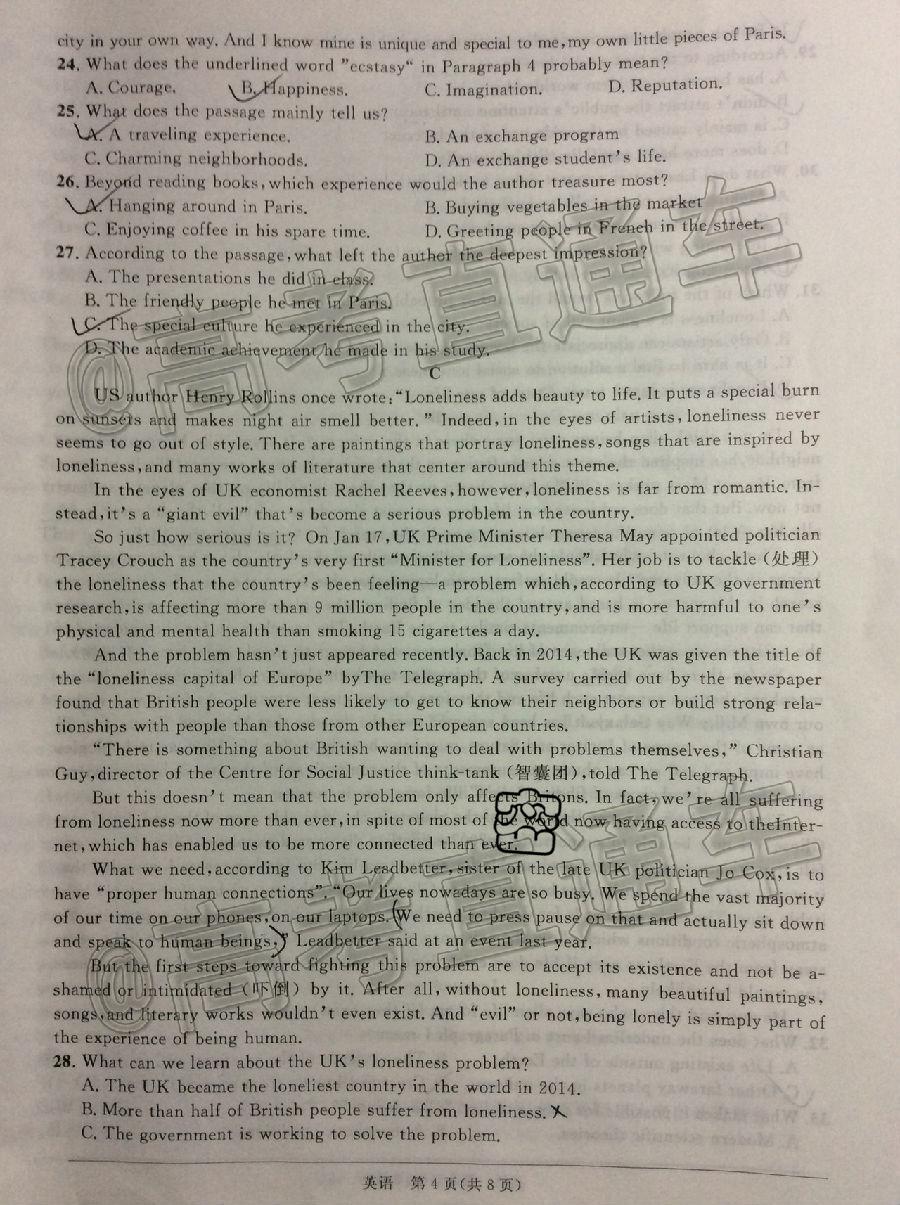 city in your own way. And I know mine is unique and special to me,my own little pieces of Paris.
24. What does the underlined word "ecstasy" in Paragraph 4 probably mean?
A. Courage. B. Happiness. C. Imagination. D. Reputation.
25. What does the passage mainly tell us?
A. A traveling experience. B. An exchange program
C. Charming neighborhoods. D. An exchange student's life.
26. Beyond reading books,which experience would the author treasure most?
A. Hanging around in Paris. B. Buying vegetables in the market
C. Enjoying coffee in his spare time. D. Greeting people in French in the street.
27. According to the passage,what left the author the deepest impression?
A. The presentations he did in class.
B. The friendly people he met in Paris.
C. The special culture he experienced in the city.
D. The academic achievement he made in his study.
C
US author Henry Rollins once wrote:"Loneliness adds beauty to life. It puts a special burn
on sunsets and makes night air smell better." Indeed,in the eyes of artists,loneliness never
seems to go out of style. There are paintings that portray loneliness,songs that are inspired by
loneliness,and many works of literature that center around this theme.
In the eyes of UK economist Rachel Reeves,however,loneliness is far from romantic. In-
stead,it's a "giant evil" that's become a serious problem in the country.
So just how serious is it? On Jan 17,UK Prime Minister Theresa May appointed politician
Tracey Crouch as the country's very first "Minister for Loneliness". Her job is to tackle (处理)
the loneliness that the country's been feeling—a problem which,according to UK government
research,is affecting more than 9 million people in the country,and is more harmful to one's
physical and mental health than smoking 15 cigarettes a day.
And the problem hasn't just appeared recently. Back in 2014,the UK was given the title of
the "loneliness capital of Europe" byThe Telegraph. A survey carried out by the newspaper
found that British people were less likely to get to know their neighbors or build strong rela-
tionships with people than those from other European countries.
"There is something about British wanting to deal with problems themselves," Christian
Guy,director of the Centre for Social Justice think-tank (智囊团),told The Telegraph.
But this doesn't mean that the problem only affects Britons. In fact,we're all suffering
from loneliness now more than ever,in spite of most of the world now having access to theInter-
net,which has enabled us to be more connected than ever.
What we need,according to Kim Leadbetter,sister of the late UK politician Jo Cox,is to
have "proper human connections". "Our lives nowadays are so busy. We spend the vast majority
of our time on our phones,on our laptops. We need to press pause on that and actually sit down
and speak to human beings," Leadbetter said at an event last year.
But the first steps toward fighting this problem are to accept its existence and not be a-
shamed or intimidated (吓倒) by it. After all, without loneliness, many beautiful paintings,
songs,and literary works wouldn't even exist. And "evil" or not,being lonely is simply part of
the experience of being human.
28. What can we learn about the UK's loneliness problem?
A. The UK became the loneliest country in the world in 2014.
B. More than half of British people suffer from loneliness.
C. The government is working to solve the problem.
英语 第4页(共8页)
@高考直通车
@高考直通车